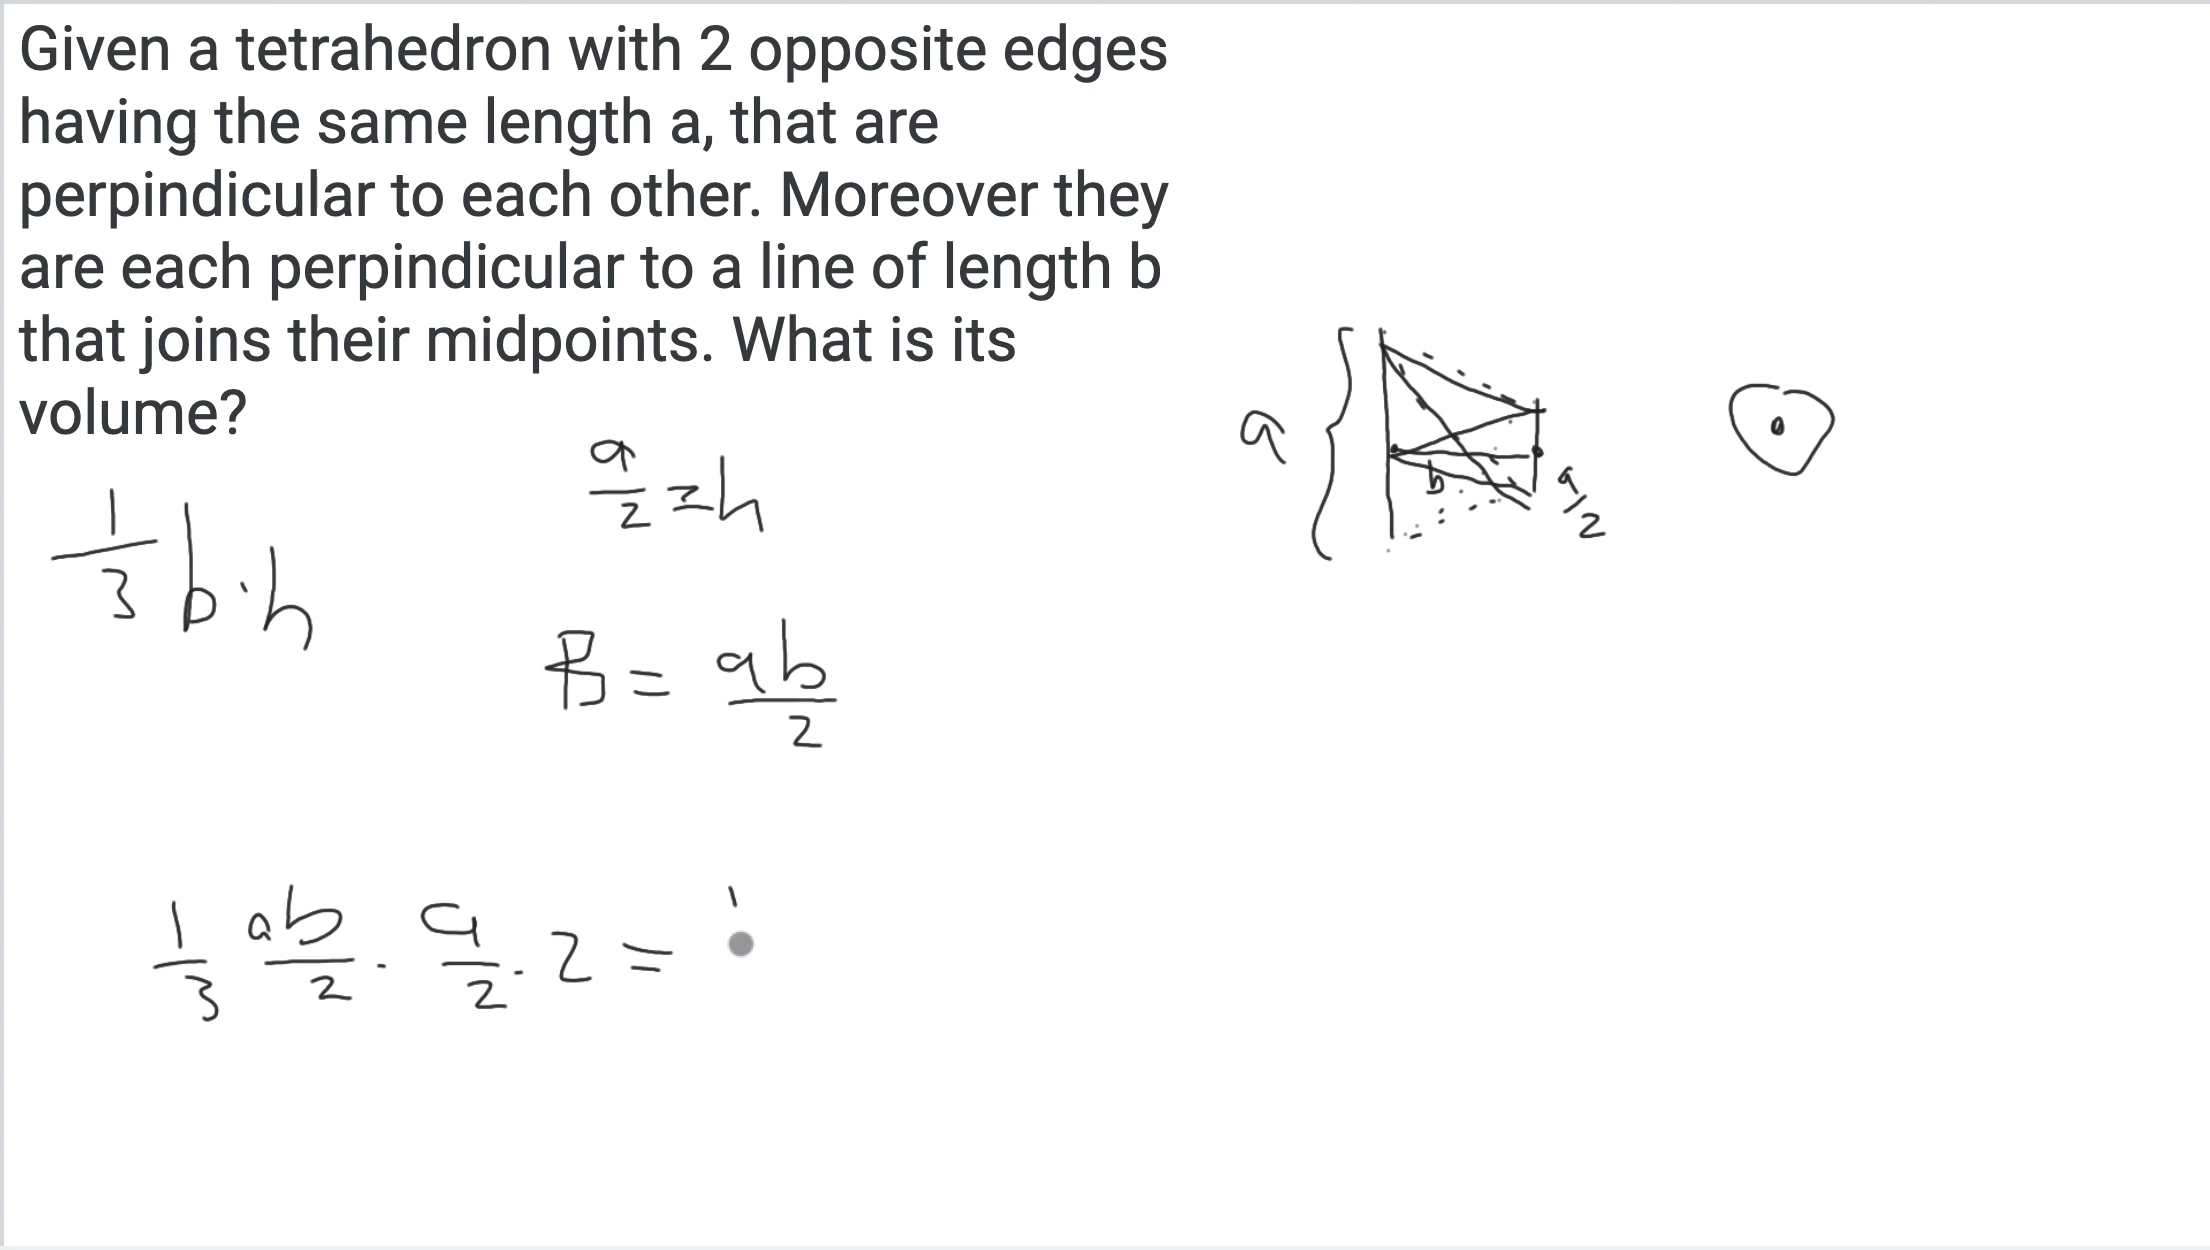 Given a tetrahedron with 2 opposite edges
having the same length a, that are
perpindicular to each other. Moreover they
are each perpindicular to a line of length b
that joins their midpoints. What is its
volume?
a/2 = h
1/3 b · h
B = ab/2
a
b
a/2
1/3 ab/2 · a/2 · 2 =